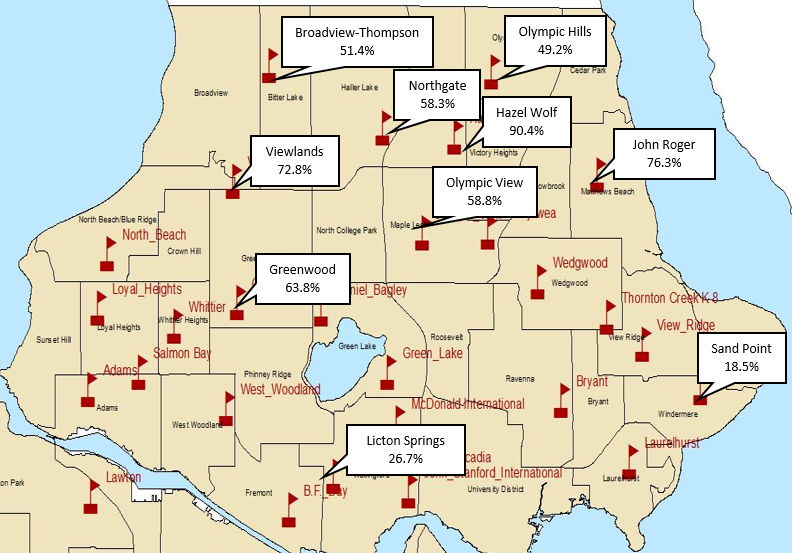 Broadview-Thompson
51.4%
Olympic Hills
49.2%
Cedar Park
Broadview
Bitter Lake
Haller Lake
Northgate
58.3%
Hazel Wolf
90.4%
Victory Heights
John Roger
76.3%
Matthews Beach
Viewlands
72.8%
Olympic View
58.8%
North Beach/Blue Ridge
North_Beach
Crown Hill
North College Park
Maple
Wedgwood
Wedgwood
Greenwood
63.8%
Loyal_Heights
Loyal Heights
Whittier
Whittier Heights
Thornton Creek K-8
View_Ridge
View Ridge
Sunset Hill
Salmon Bay
Green Lake
Green_Lake
Roosevelt
Sand Point
18.5%
Adams
Adams
Phinney Ridge
West_Woodland
West Woodland
Ravenna
Bryant
Bryant
Windermere
McDonald International
Licton Springs
26.7%
Laurelhurst
Laurelhurst
University District
Lawton
on Park
Fremont
B.F._Day